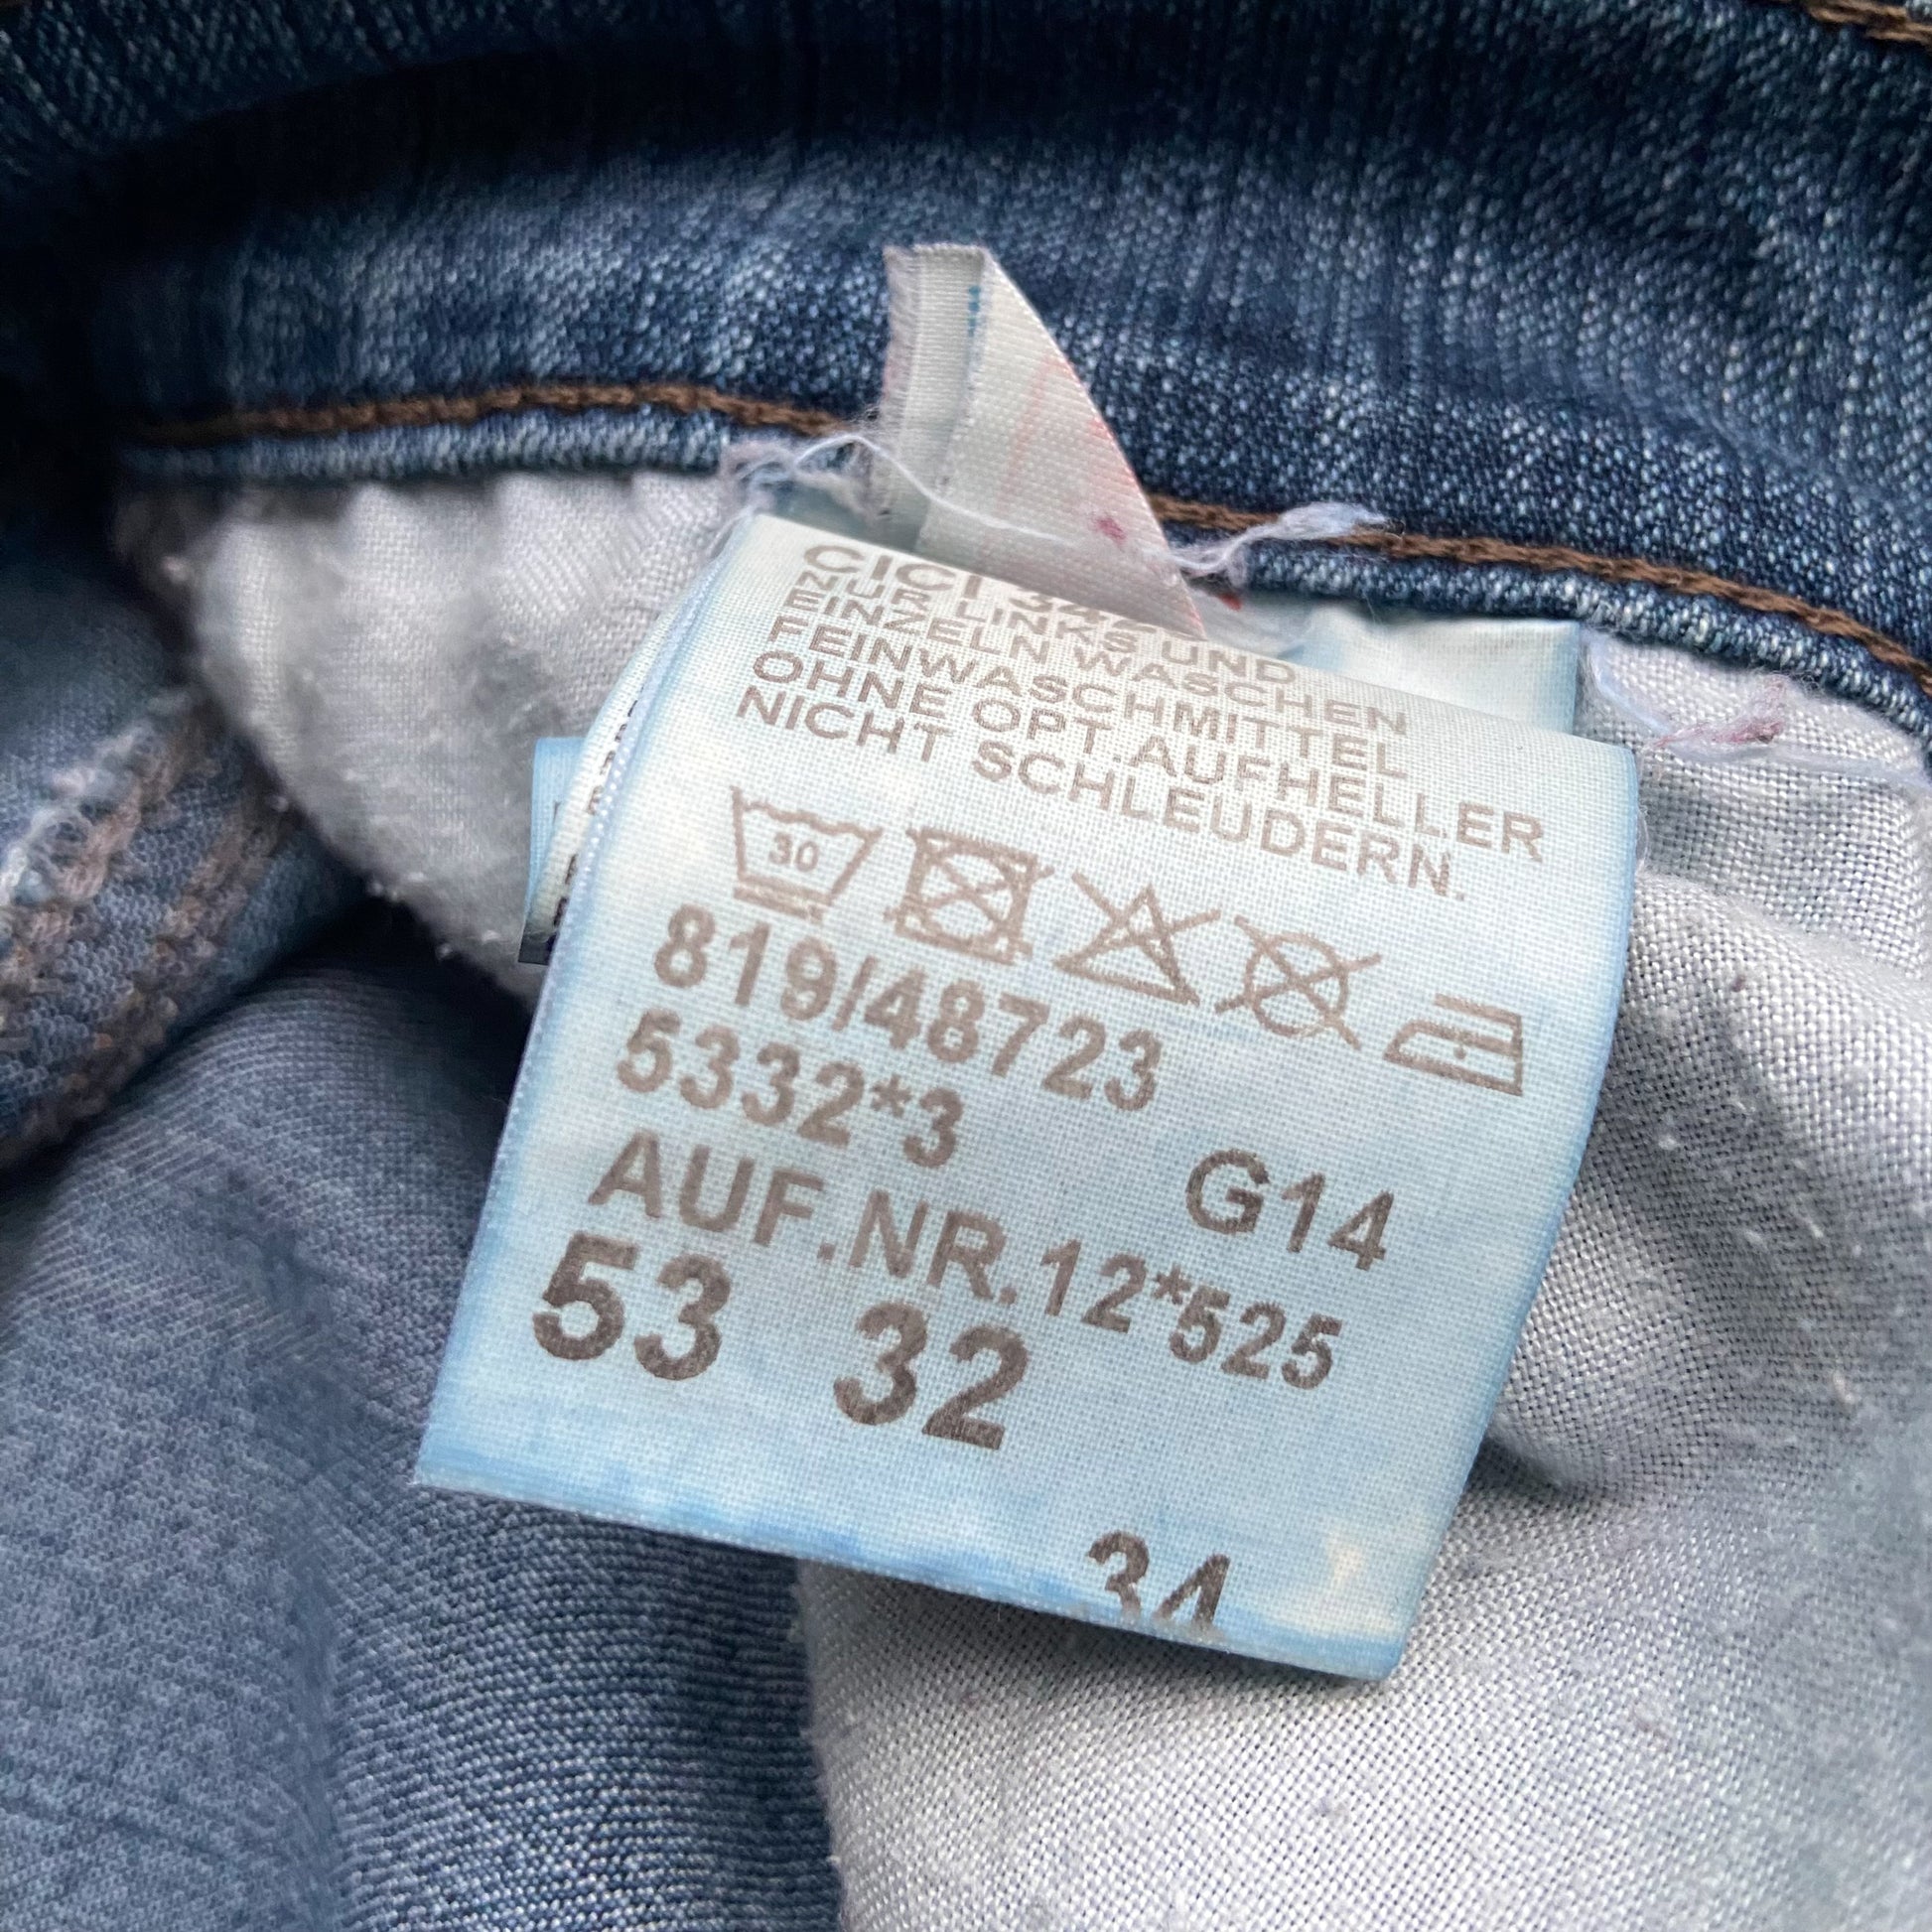 CICI
NUR LINKS UND
EINZELN WASCHEN
FEINWASCHMITTEL
OHNE OPT.AUFHELLER
NICHT SCHLEUDERN.
30
819/48723
5332*3
G14
AUF.NR.12*525
53 32
34